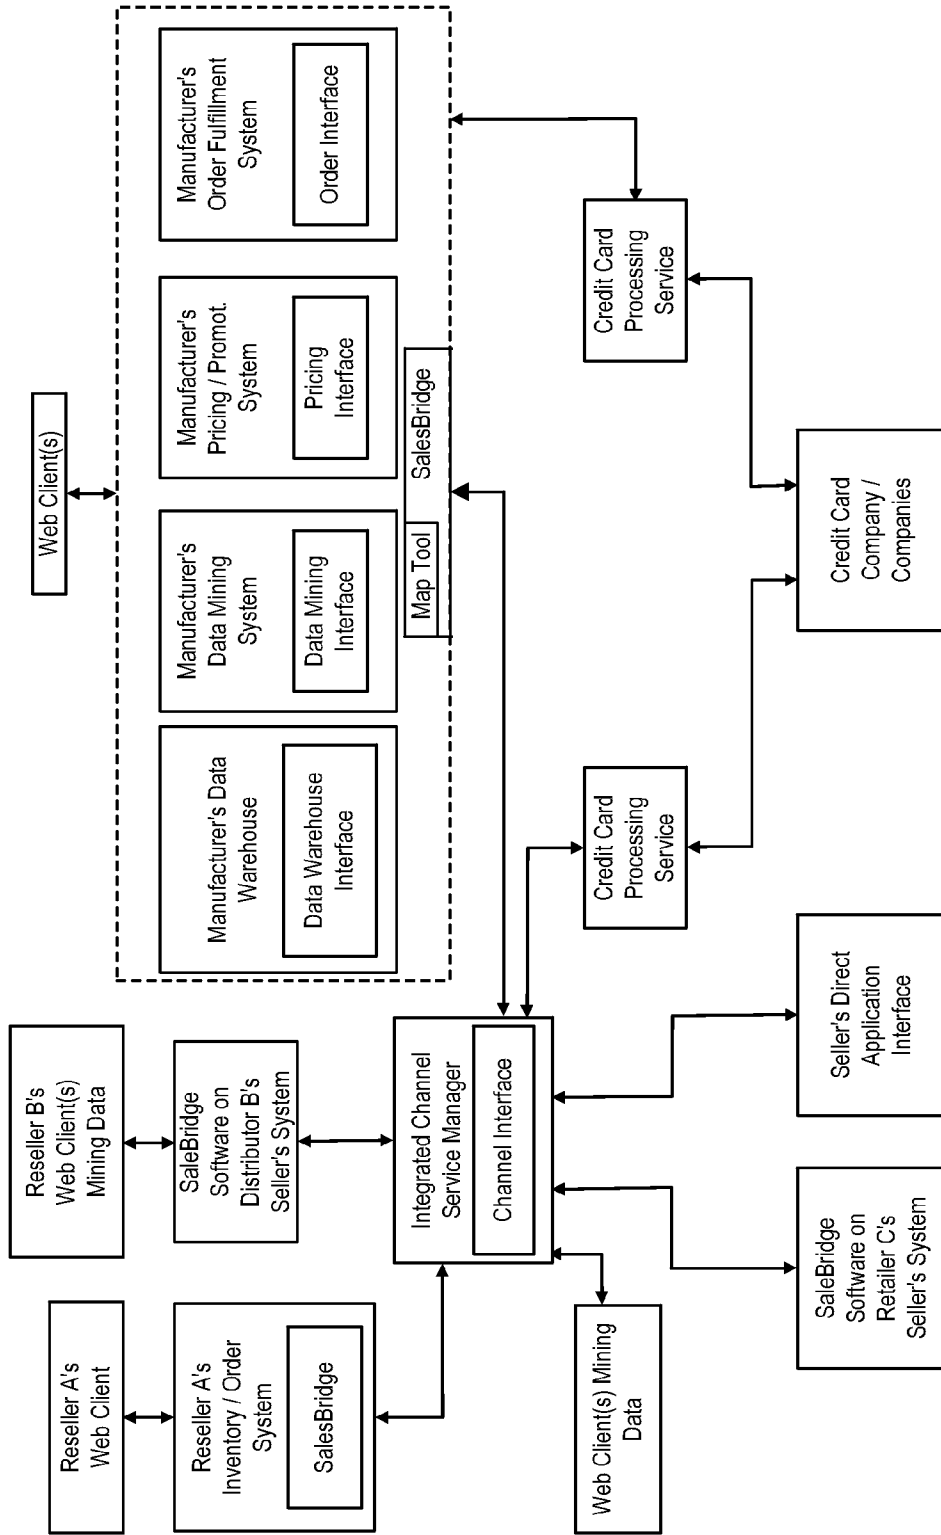 Reseller A's
Web Client
Reseller B's
Web Client(s)
Mining Data
Web Client(s)
Reseller A's
Inventory / Order
System
SalesBridge
SaleBridge
Software on
Distributor B's
Seller's System
Manufacturer's Data
Warehouse
Data Warehouse
Interface
Manufacturer's
Data Mining
System
Data Mining
Interface
Manufacturer's
Pricing / Promot.
System
Pricing
Interface
Manufacturer's
Order Fulfillment
System
Order Interface
Map Tool
SalesBridge
Integrated Channel
Service Manager
Channel Interface
Web Client(s) Mining
Data
Credit Card
Processing
Service
Credit Card
Processing
Service
SaleBridge
Software on
Retailer C's
Seller's System
Seller's Direct
Application
Interface
Credit Card
Company /
Companies